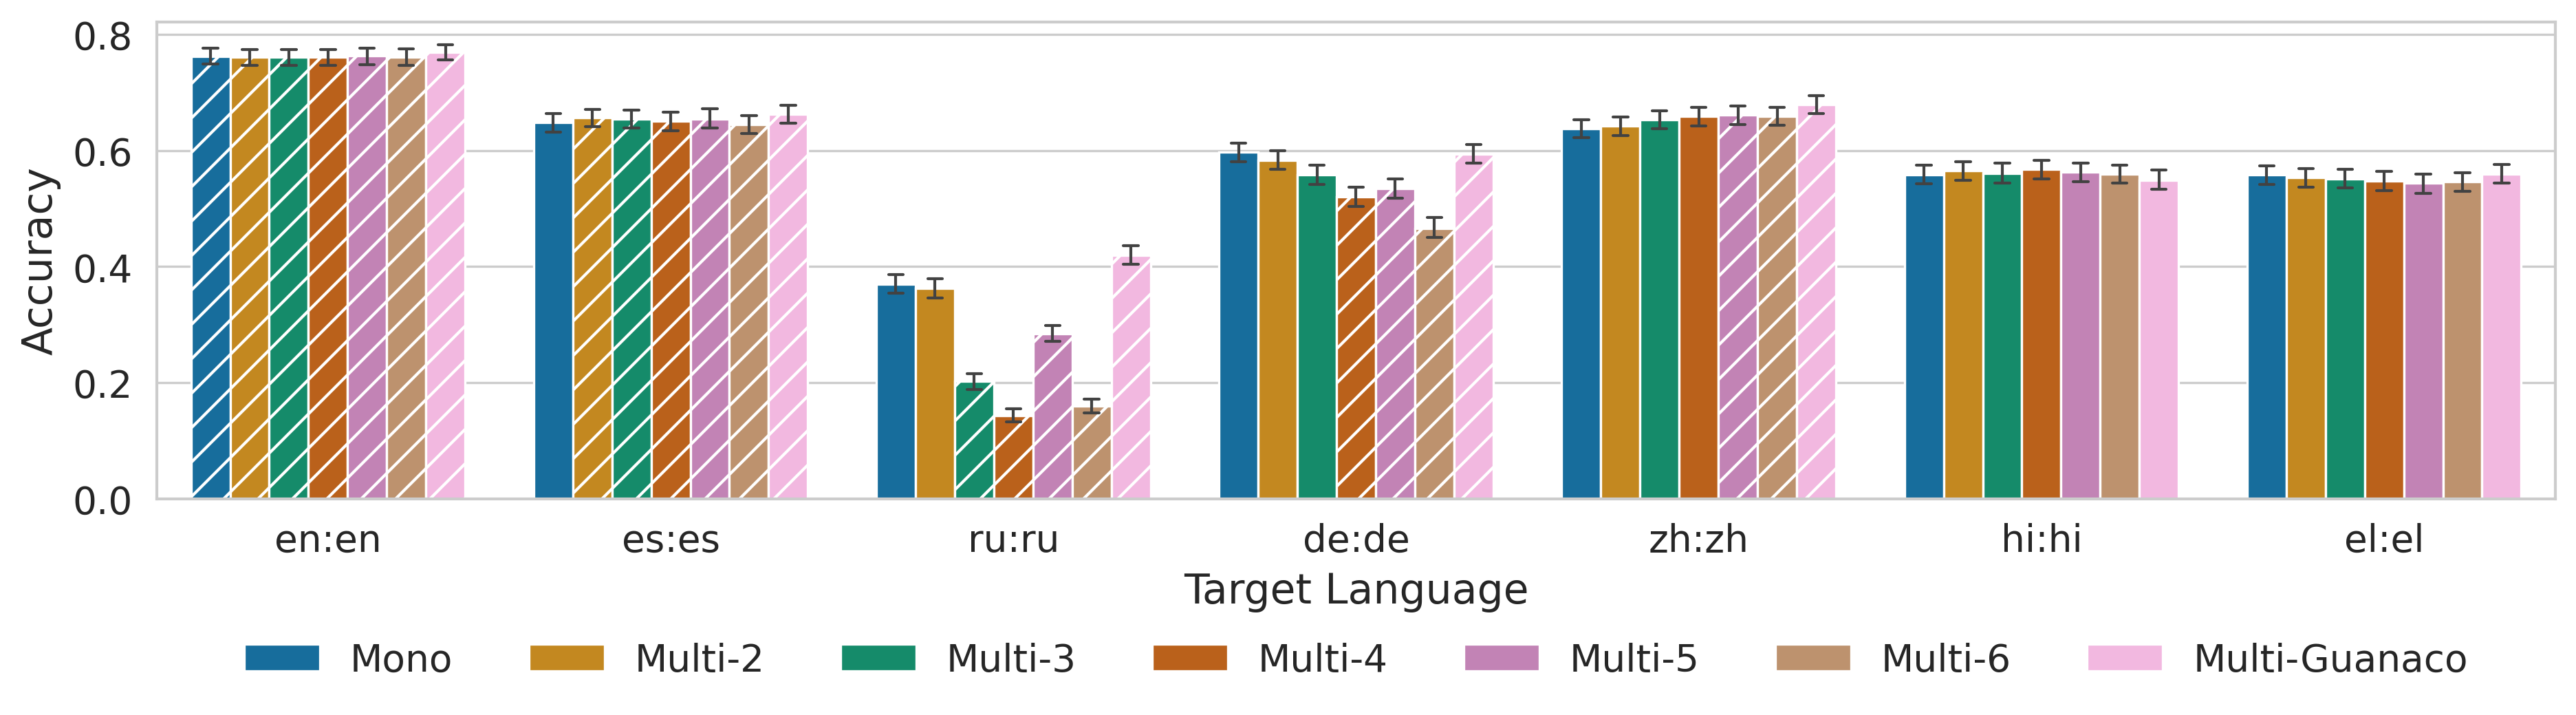 Accuracy
0.8
0.6
0.4
0.2
0.0
en:en es:es ru:ru de:de zh:zh hi:hi el:el
Target Language
Mono Multi-2 Multi-3 Multi-4 Multi-5 Multi-6 Multi-Guanaco